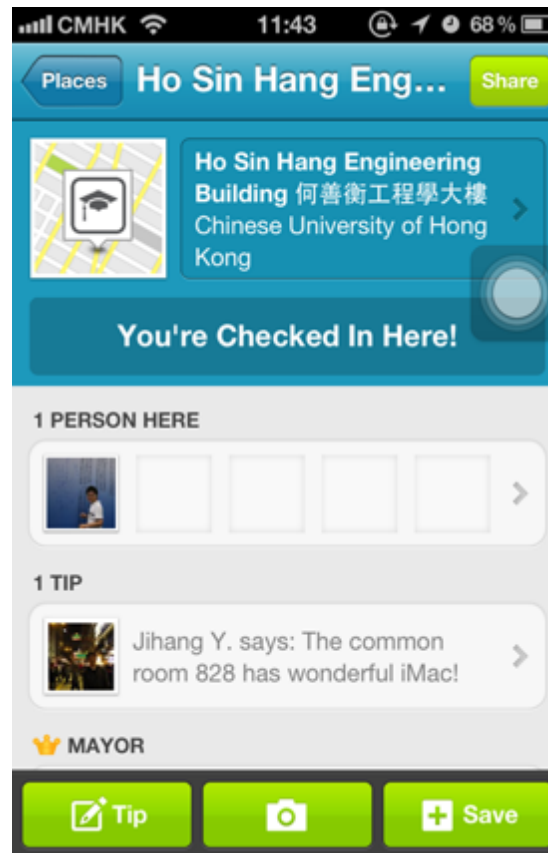 CMHK 11:43 68%
Places Ho Sin Hang Eng... Share
Ho Sin Hang Engineering
Building 何善衡工程學大樓
Chinese University of Hong
Kong
You're Checked In Here!
1 PERSON HERE
1 TIP
Jihang Y. says: The common
room 828 has wonderful iMac!
MAYOR
Tip Save